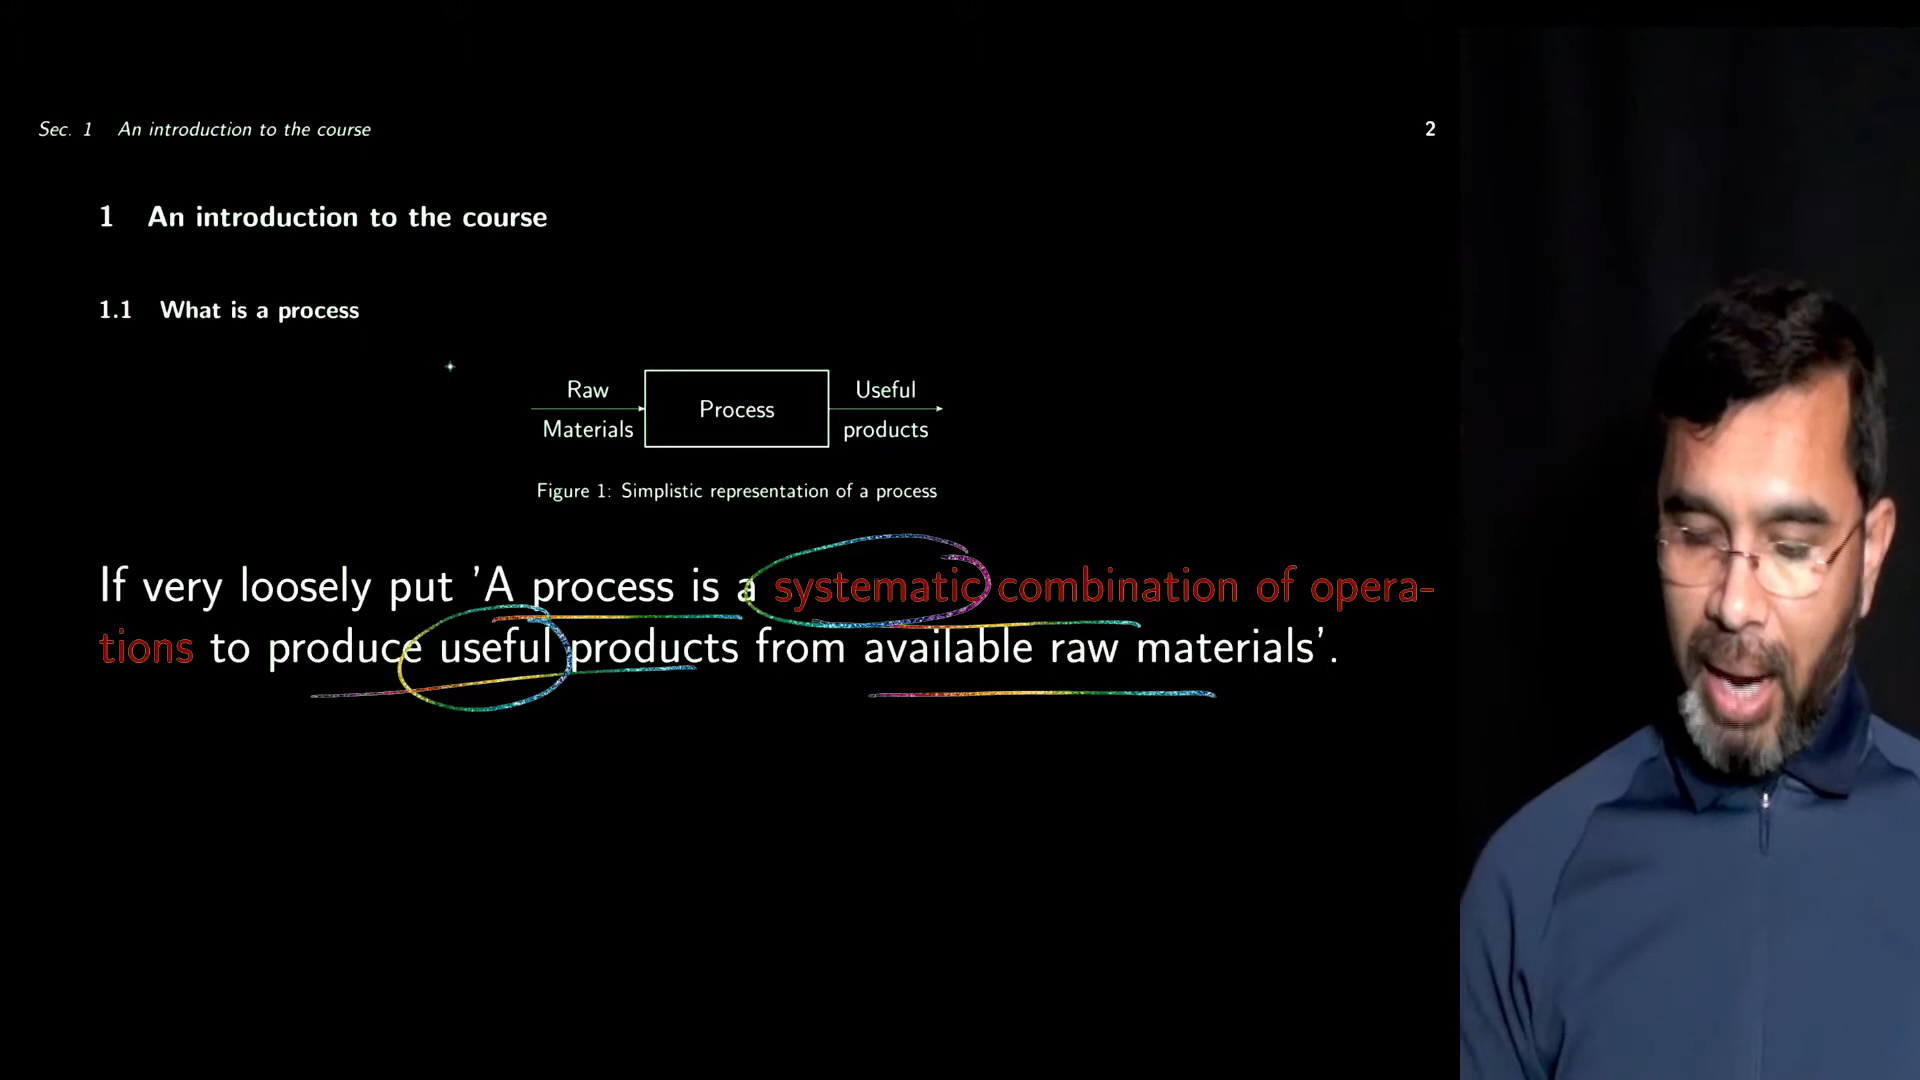 Sec. 1 An introduction to the course 2
1 An introduction to the course
1.1 What is a process
Raw
Materials
Process
Useful
products
Figure 1: Simplistic representation of a process
If very loosely put 'A process is a systematic combination of opera-
tions to produce useful products from available raw materials'.